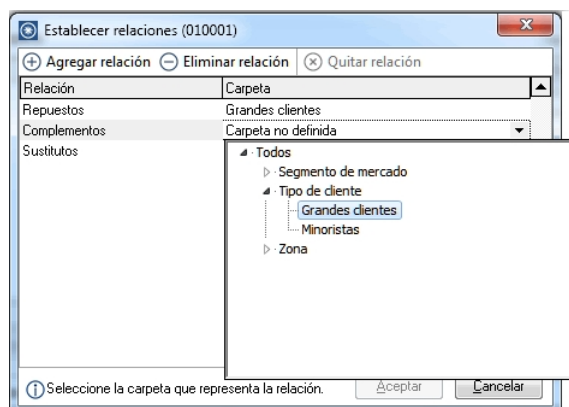 Establecer relaciones (010001)
Agregar relación Eliminar relación Quitar relación
Relación Carpeta
Repuestos Grandes clientes
Complementos Carpeta no definida
Sustitutos
Todos
Segmento de mercado
Tipo de cliente
Grandes clientes
Minoristas
Zona
Seleccione la carpeta que representa la relación. Aceptar Cancelar